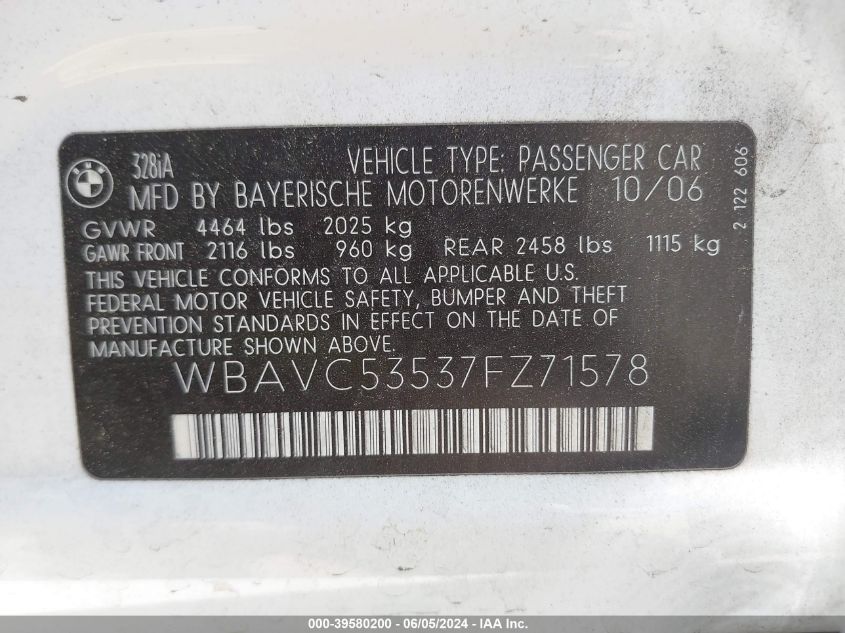 BMW
328iA VEHICLE TYPE: PASSENGER CAR
MFD BY BAYERISCHE MOTORENWERKE 10/06
GVWR 4464 lbs 2025 kg
GAWR FRONT 2116 lbs 960 kg REAR 2458 lbs 1115 kg
THIS VEHICLE CONFORMS TO ALL APPLICABLE U.S.
FEDERAL MOTOR VEHICLE SAFETY, BUMPER AND THEFT
PREVENTION STANDARDS IN EFFECT ON THE DATE OF
MANUFACTURE SHOWN ABOVE.
WBAVC53537FZ71578
2 122 606
000-39580200 - 06/05/2024 - IAA Inc.